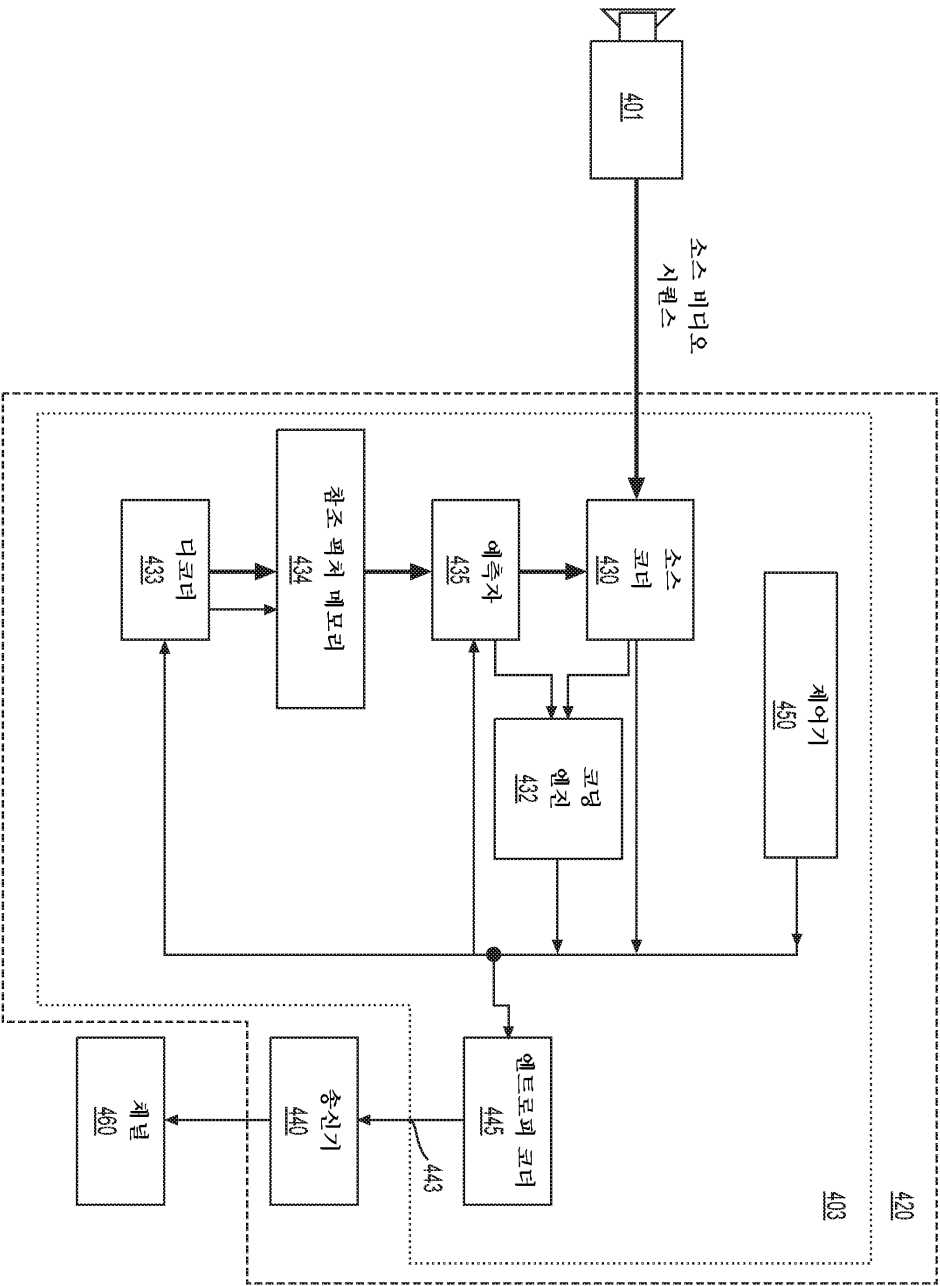 420
403
제어기
450
401
소스 비디오
시퀀스
소스
코더
430
코딩
엔진
432
예측자
435
엔트로피 코더
445
443
참조 픽처 메모리
434
송신기
440
디코더
433
채널
460